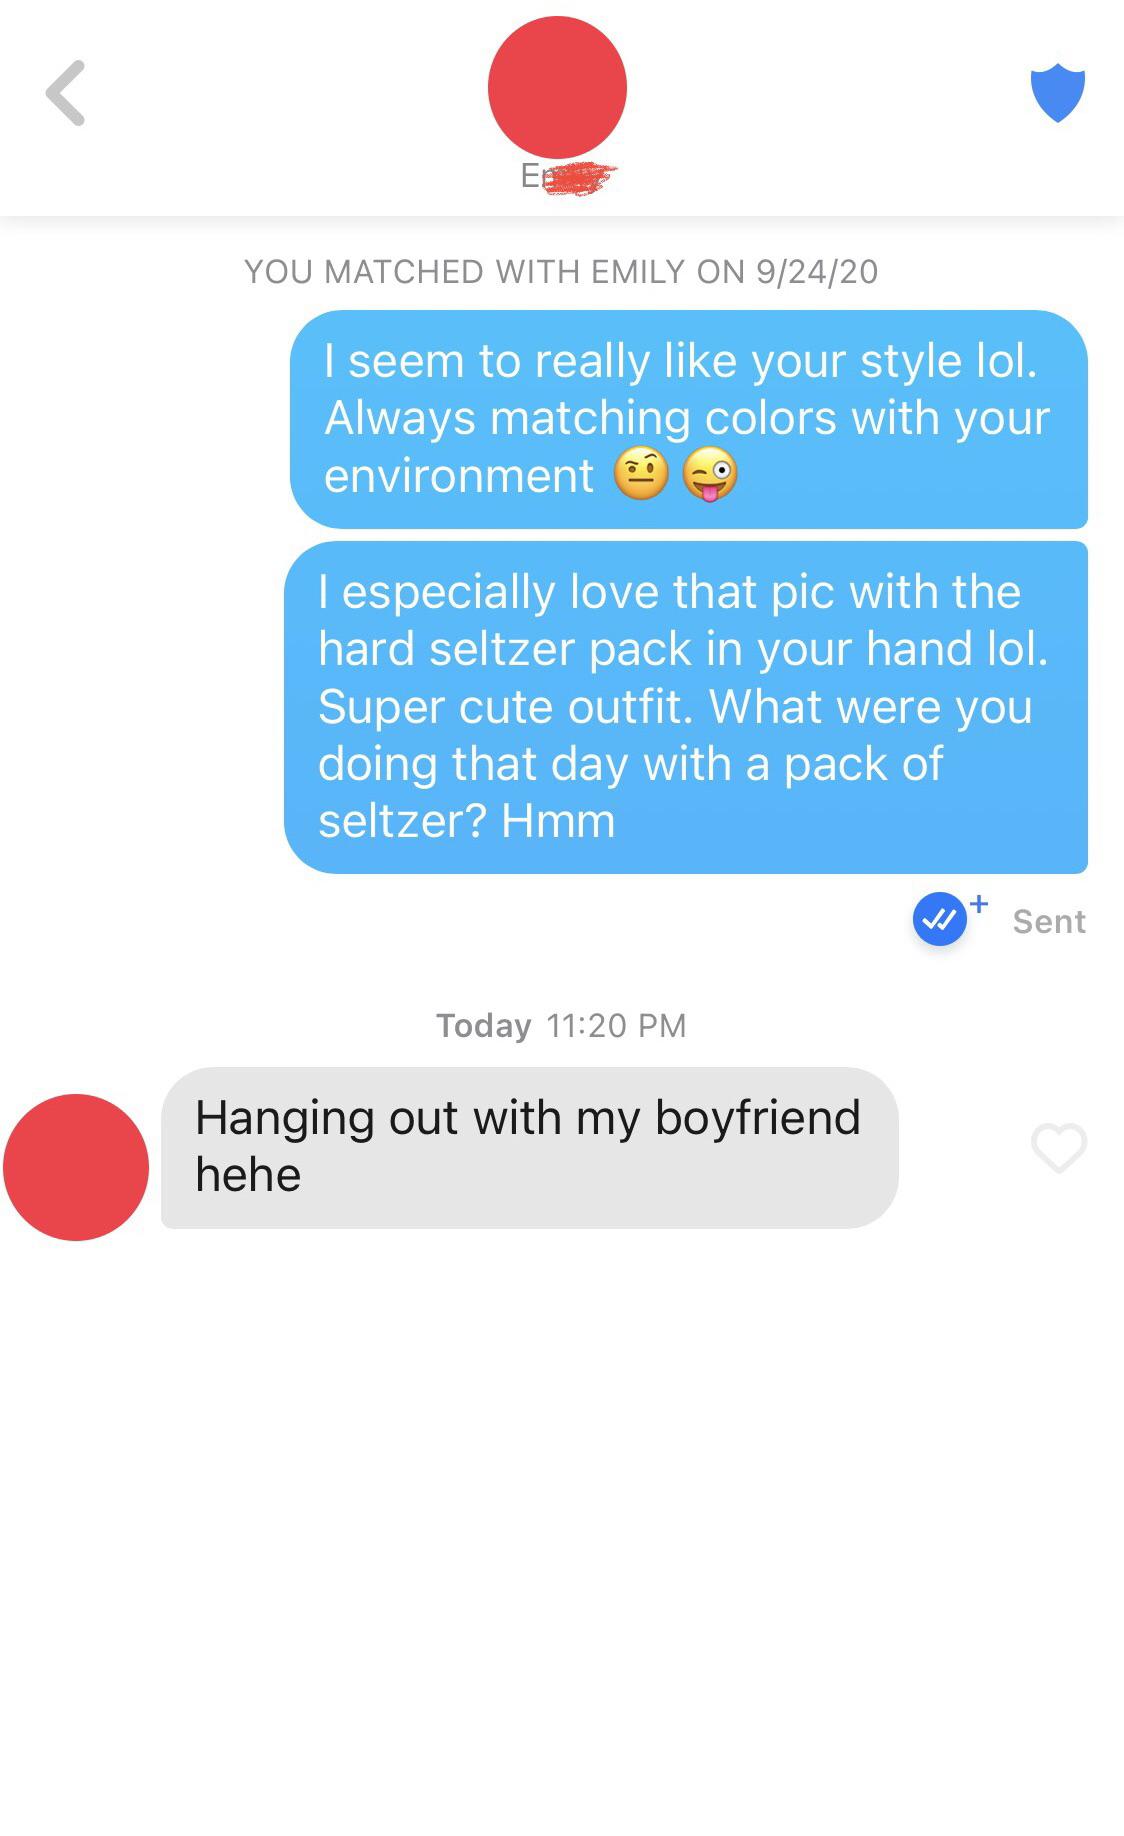 YOU MATCHED WITH EMILY ON 9/24/20
I seem to really like your style lol.
Always matching colors with your
environment 🤨 😜
I especially love that pic with the
hard seltzer pack in your hand lol.
Super cute outfit. What were you
doing that day with a pack of
seltzer? Hmm
Sent
Today 11:20 PM
Hanging out with my boyfriend
hehe